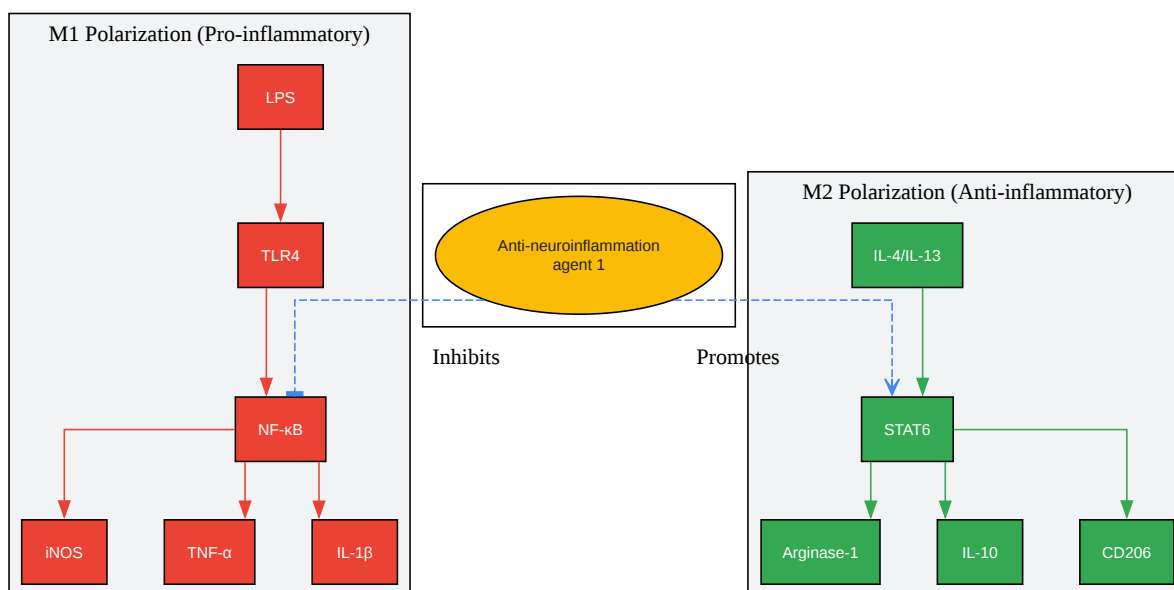 M1 Polarization (Pro-inflammatory)
LPS
TLR4
NF-κB
iNOS
TNF-α
IL-1β
Anti-neuroinflammation
agent 1
Inhibits
Promotes
M2 Polarization (Anti-inflammatory)
IL-4/IL-13
STAT6
Arginase-1
IL-10
CD206